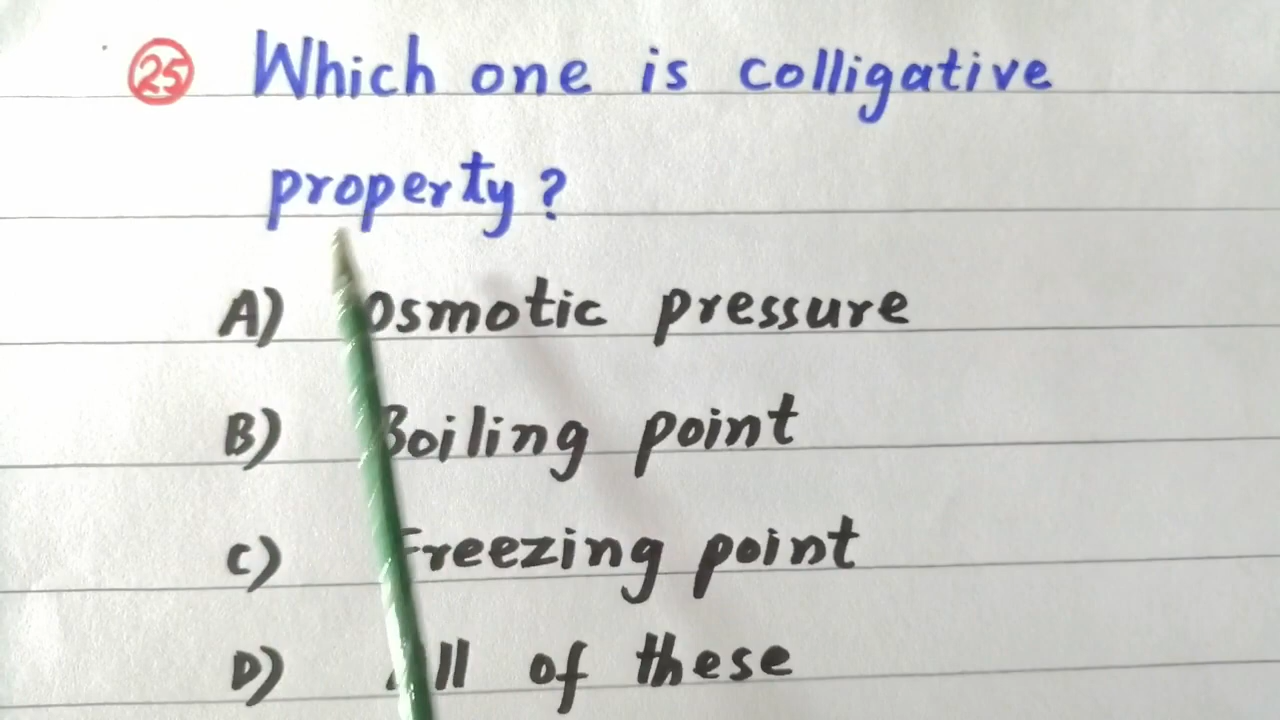 25 Which one is colligative
property?
A) Osmotic pressure
B) Boiling point
C) Freezing point
D) All of these